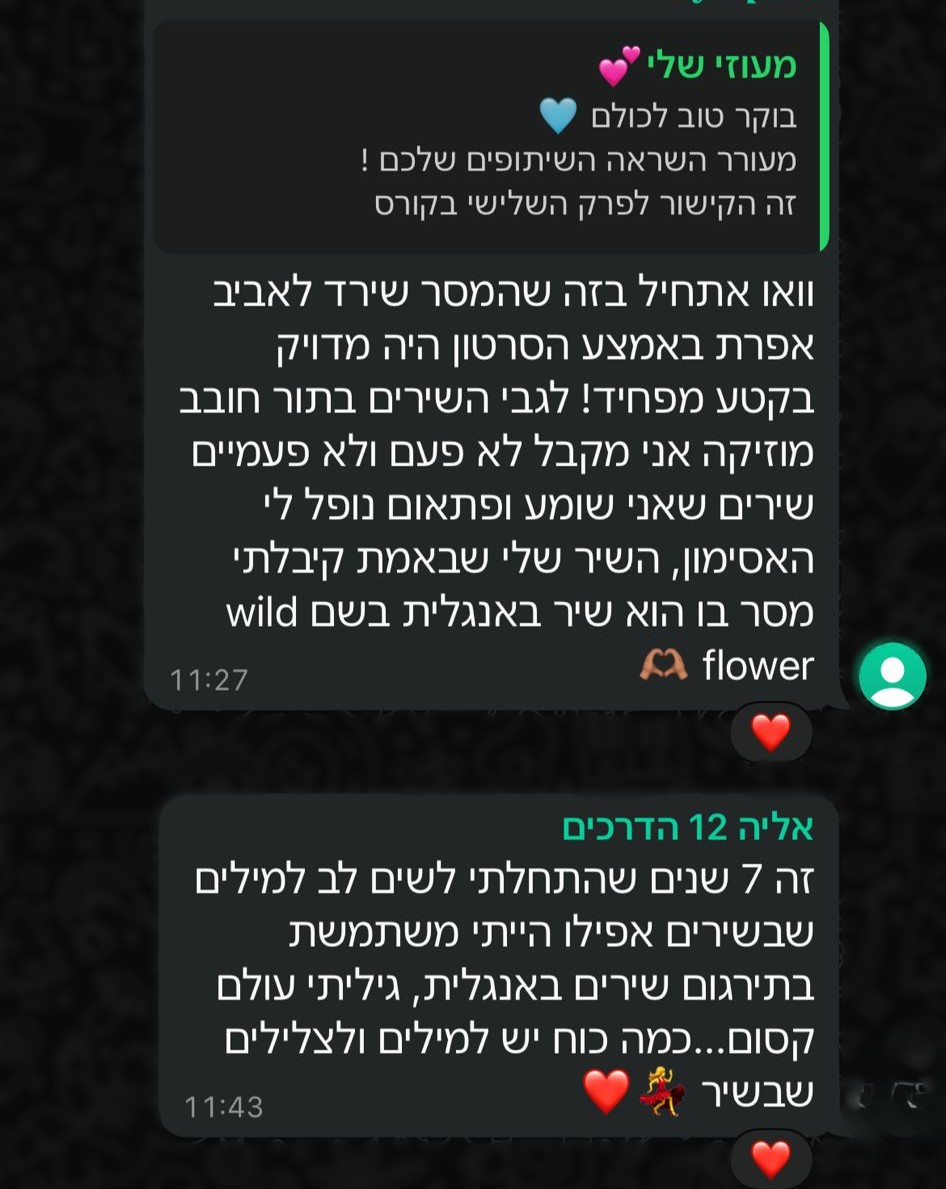 מעוזי שלי 💕
בוקר טוב לכולם 🩵
מעורר השראה השיתופים שלכם !
זה הקישור לפרק השלישי בקורס
וואו אתחיל בזה שהמסר שירד לאביב
אפרת באמצע הסרטון היה מדויק
בקטע מפחיד! לגבי השירים בתור חובב
מוזיקה אני מקבל לא פעם ולא פעמיים
שירים שאני שומע ופתאום נופל לי
האסימון, השיר שלי שבאמת קיבלתי
מסר בו הוא שיר באנגלית בשם wild
flower 🫶🏽
11:27
❤️
אליה 12 הדרכים
זה 7 שנים שהתחלתי לשים לב למילים
שבשירים אפילו הייתי משתמשת
בתירגום שירים באנגלית, גיליתי עולם
קסום...כמה כוח יש למילים ולצלילים
שבשיר 💃❤️
11:43
❤️